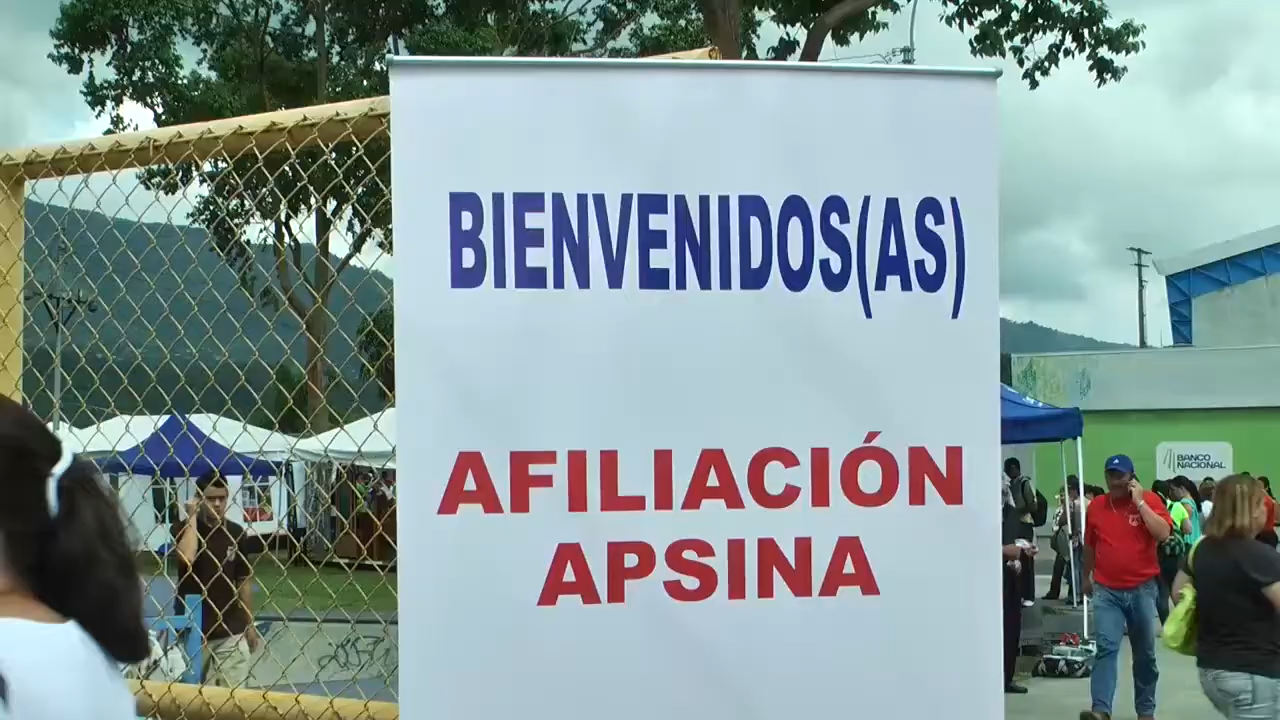 BIENVENIDOS(AS)
AFILIACIÓN
APSINA
BANCO
NACIONAL